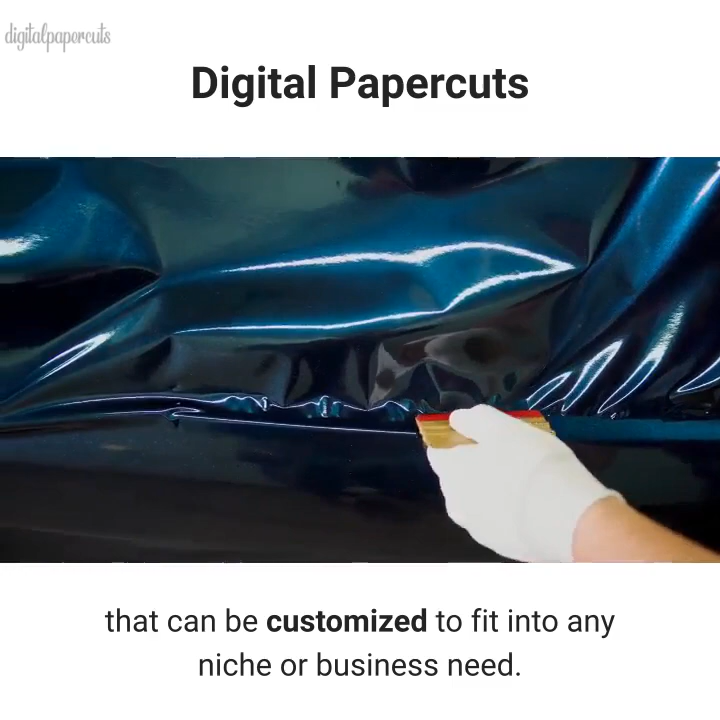 digitalpapercuts
Digital Papercuts
that can be customized to fit into any
niche or business need.